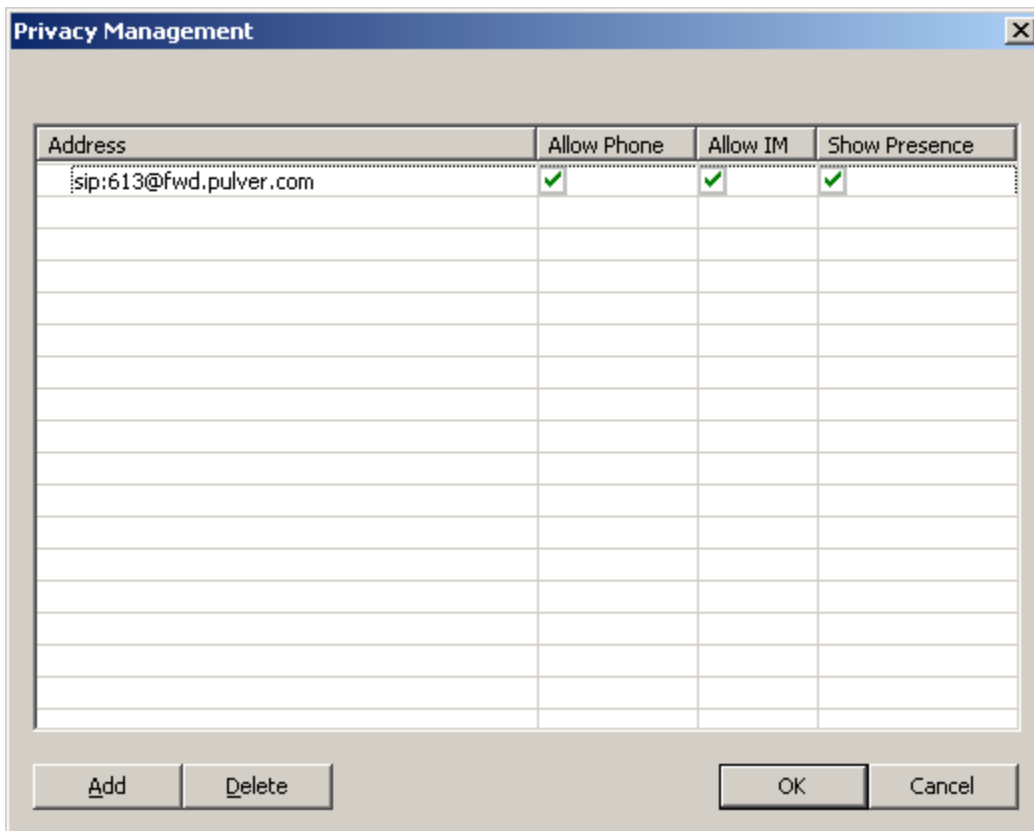 Privacy Management
Address Allow Phone Allow IM Show Presence
sip:613@fwd.pulver.com
Add Delete OK Cancel